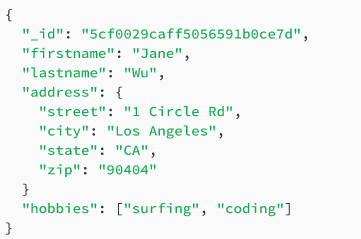 {
  "_id": "5cf0029caff5056591b0ce7d",
  "firstname": "Jane",
  "lastname": "Wu",
  "address": {
    "street": "1 Circle Rd",
    "city": "Los Angeles",
    "state": "CA",
    "zip": "90404"
  }
  "hobbies": ["surfing", "coding"]
}